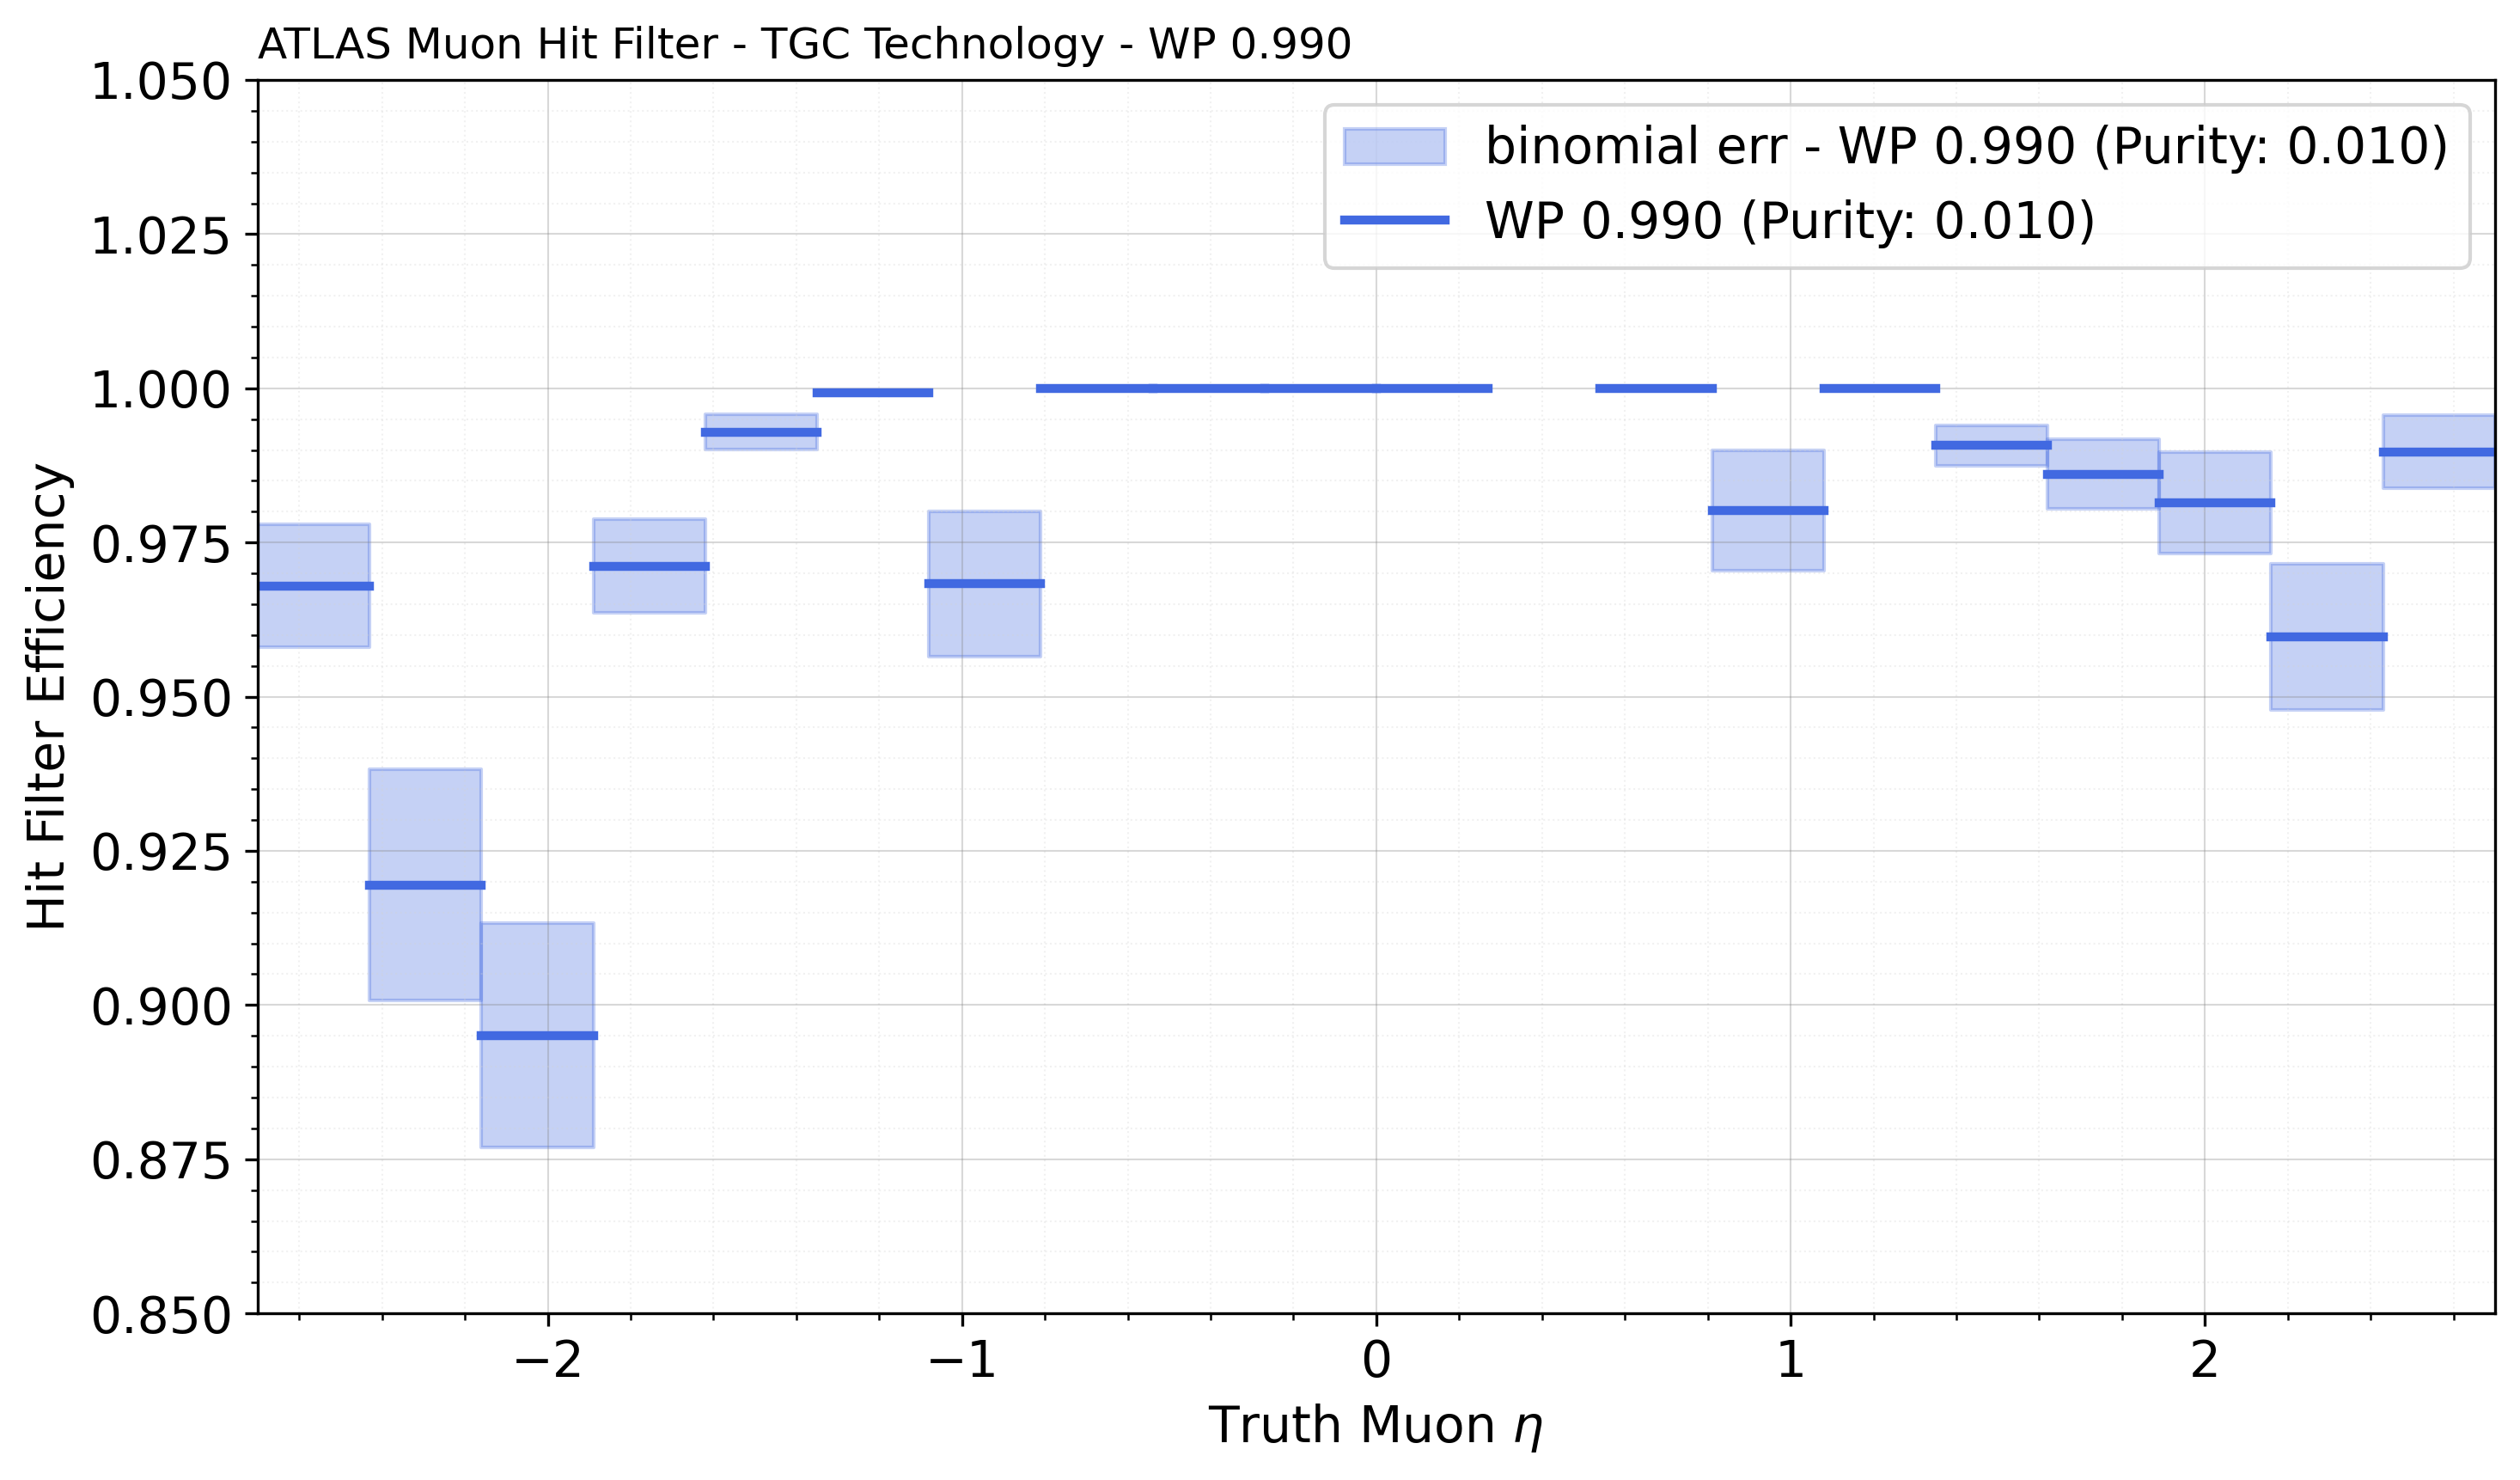 ATLAS Muon Hit Filter - TGC Technology - WP 0.990
1.050
1.025
1.000
0.975
0.950
0.925
0.900
0.875
0.850
Hit Filter Efficiency
binomial err - WP 0.990 (Purity: 0.010)
WP 0.990 (Purity: 0.010)
−2 −1 0 1 2
Truth Muon η